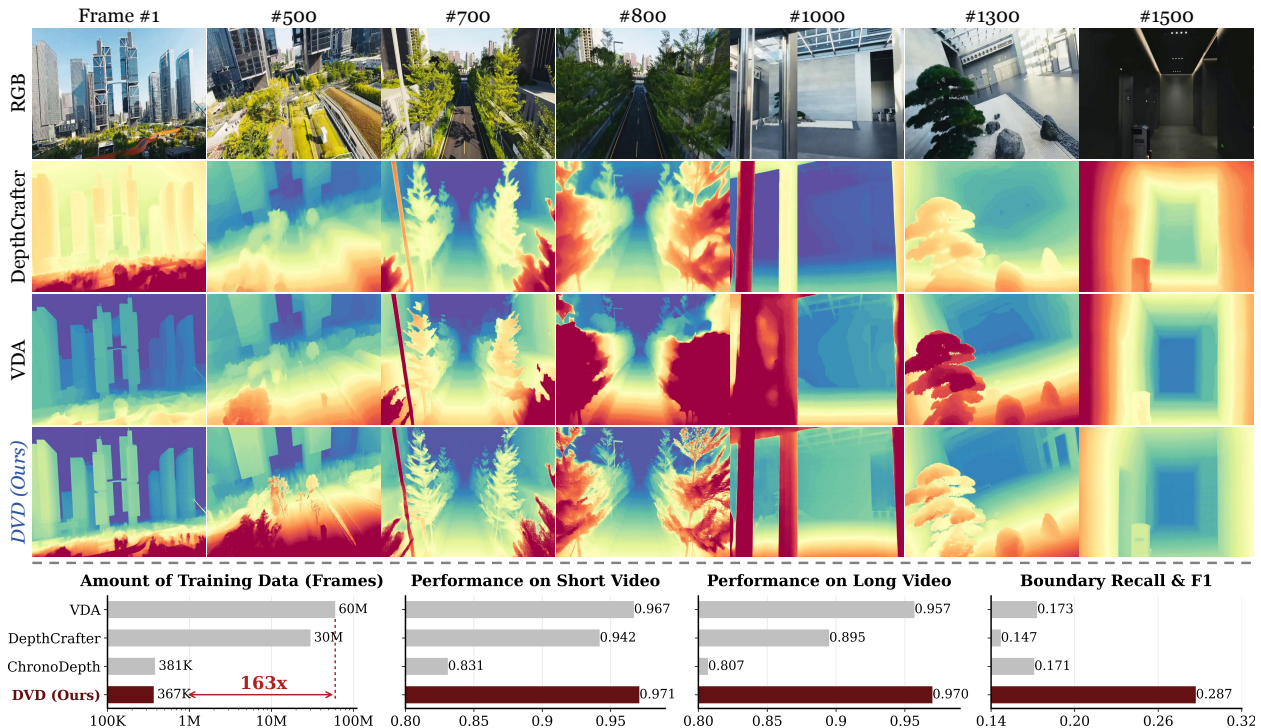 Frame #1 #500 #700 #800 #1000 #1300 #1500
RGB
DepthCrafter
VDA
DVD (Ours)
Amount of Training Data (Frames)
VDA 60M
DepthCrafter 30M
ChronoDepth 381K
DVD (Ours) 367K 163x
100K 1M 10M 100M
Performance on Short Video
0.967
0.942
0.831
0.971
0.80 0.85 0.9 0.95
Performance on Long Video
0.957
0.895
0.807
0.970
0.80 0.85 0.9 0.95
Boundary Recall & F1
0.173
0.147
0.171
0.287
0.14 0.20 0.26 0.32